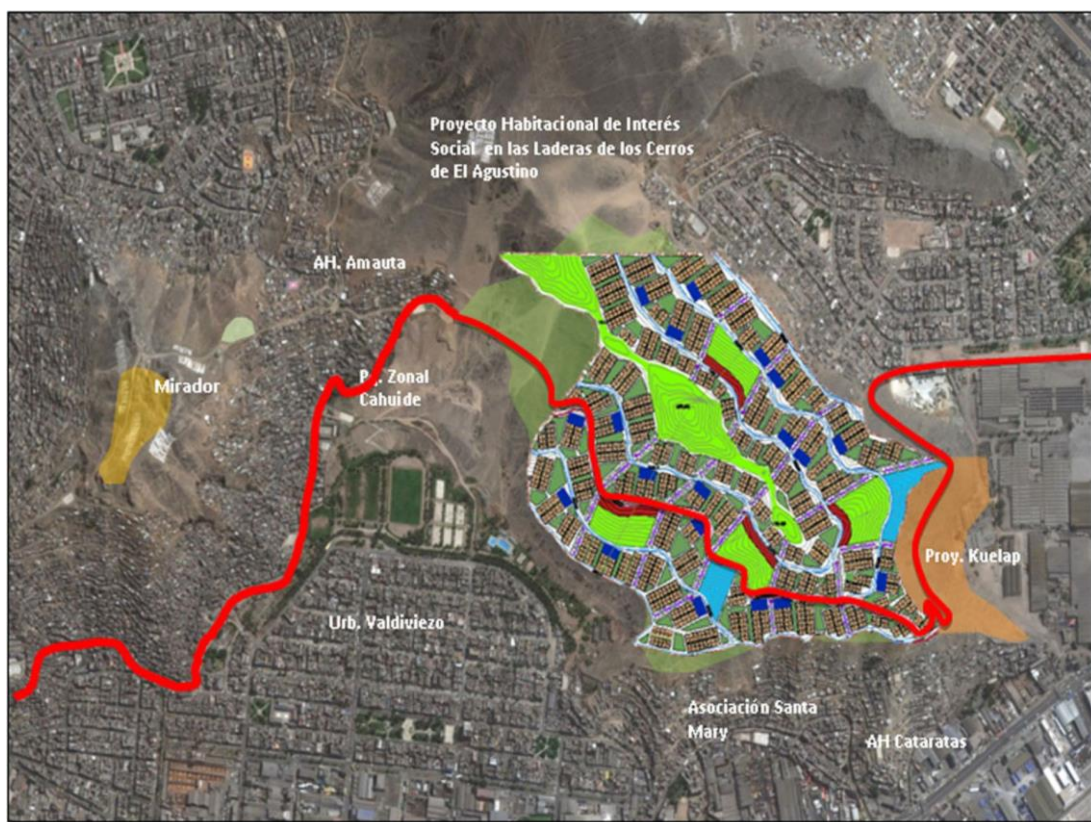 Proyecto Habitacional de Interés
Social en las Laderas de los Cerros
de El Agustino
AH. Amauta
Mirador
Zonal
Cahuide
Proy. Kuelap
Urb. Valdiviezo
Asociación Santa
Mary
AH Cataratas